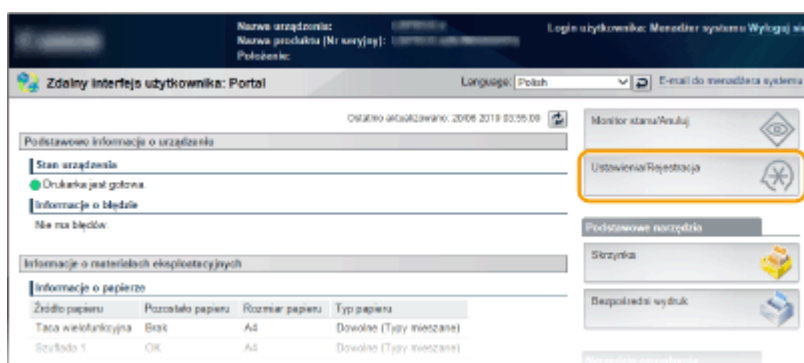 Nazwa urządzenia:
Nazwa produktu [Nr seryjny]:
Położenie:
Login użytkownika: Menedżer systemu Wyloguj się
Zdalny interfejs użytkownika: Portal
Language: Polish
E-mail do menedżera systemu
Ostatnio aktualizowano: 20/06 2019 03:55:09
Podstawowe informacje o urządzeniu
Stan urządzenia
Drukarka jest gotowa.
Informacje o błędzie
Nie ma błędów.
Informacje o materiałach eksploatacyjnych
Informacje o papierze
Źródło papieru Pozostało papieru Rozmiar papieru Typ papieru
Taca wielofunkcyjna Brak A4 Dowolne (Typy mieszane)
Szuflada 1 OK A4 Dowolne (Typy mieszane)
Monitor stanu/Anuluj
Ustawienia/Rejestracja
Podstawowe narzędzia
Skrzynka
Bezpośredni wydruk